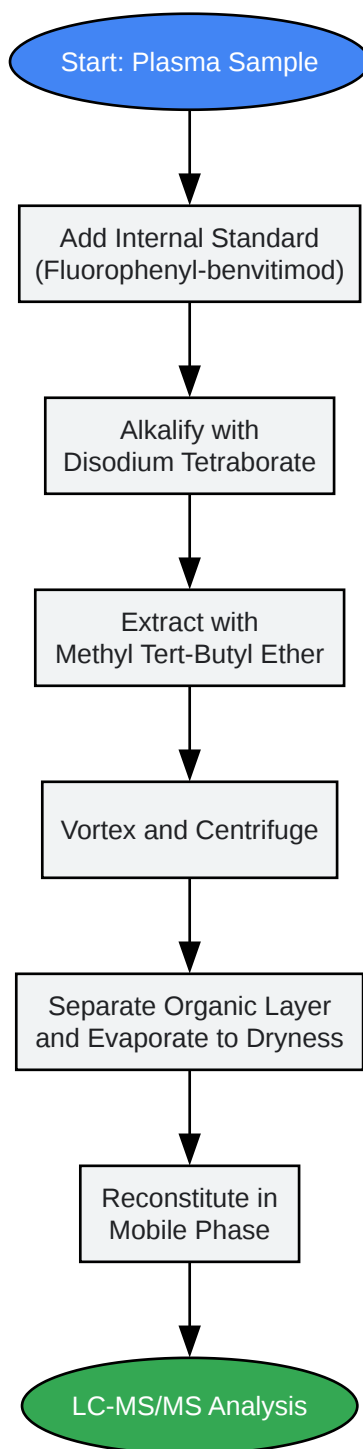 Start: Plasma Sample
Add Internal Standard
(Fluorophenyl-benvitimod)
Alkalify with
Disodium Tetraborate
Extract with
Methyl Tert-Butyl Ether
Vortex and Centrifuge
Separate Organic Layer
and Evaporate to Dryness
Reconstitute in
Mobile Phase
LC-MS/MS Analysis